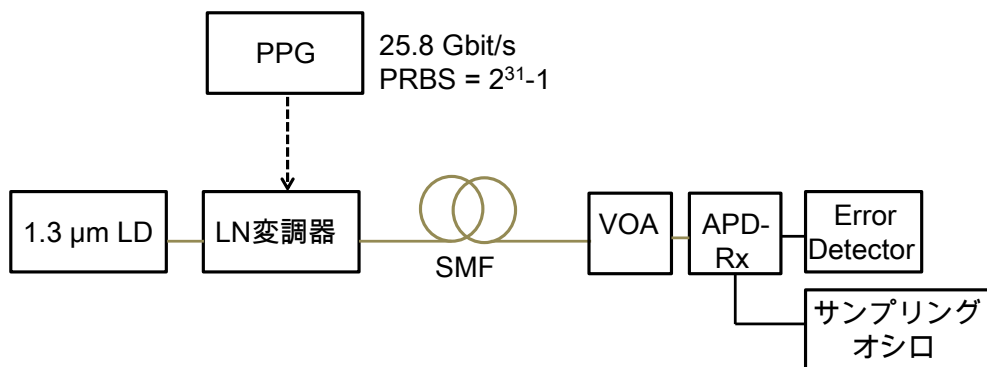 PPG
25.8 Gbit/s
PRBS = 2³¹-1
1.3 µm LD
LN変調器
SMF
VOA
APD-
Rx
Error
Detector
サンプリング
オシロ